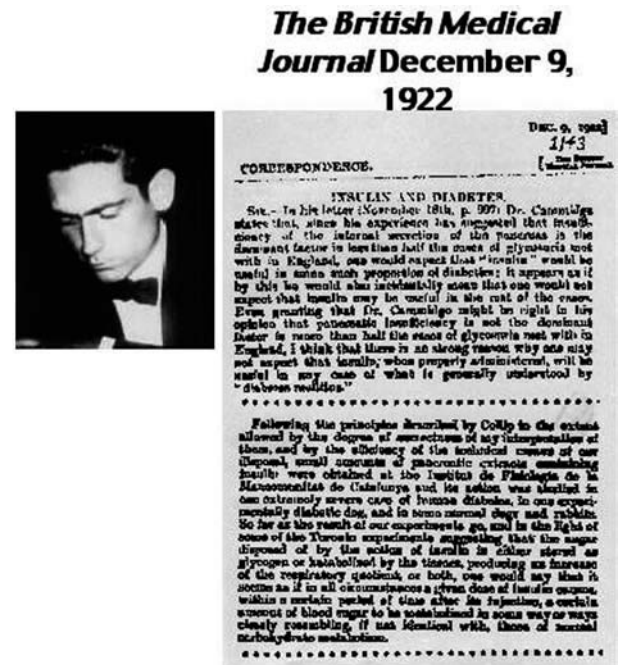 The British Medical
Journal December 9,
1922
DEC. 9, 1922]
1143
CORRESPONDENCE.
[ The British
Medical Journal
INSULIN AND DIABETES.
SIR,- In his letter (November 18th, p. 997) Dr. Cammidge
states that, since his experience has suggested that insuffi-
ciency of the internal secretion of the pancreas is the
dominant factor in less than half the cases of glycosuria met
with in England, one would expect that "insulin" would be
useful in some such proportion of diabetics; it appears as if
by this he would also incidentally mean that one would not
expect that insulin may be useful in the rest of the cases.
Even granting that Dr. Cammidge might be right in his
opinion that pancreatic insufficiency is not the dominant
factor in more than half the cases of glycosuria met with in
England, I think that there is no strong reason why one may
not expect that insulin, when properly administered, will be
useful in any case of what is generally understood by
"diabetes mellitus."
Following the principles described by Collip to the extent
allowed by the degree of correctness of my interpretation of
them, and by the efficiency of the technical means at our
disposal, small amounts of pancreatic extracts containing
insulin were obtained at the Institut de Fisiologia de la
Mancomunitat de Catalunya and its action was studied in
one extremely severe case of human diabetes, in one experi-
mentally diabetic dog, and in some normal dogs and rabbits.
So far as the result of our experiments go, and in the light of
some of the Toronto experiments suggesting that the sugar
disposed of by the action of insulin is either stored as
glycogen or katabolised by the tissues, producing an increase
of the respiratory quotient, or both, one would say that it
seems as if in all circumstances a given dose of insulin causes,
within a certain period of time after its injection, a certain
amount of blood sugar to be metabolised in some way or ways
closely resembling, if not identical with, those of normal
carbohydrate metabolism.